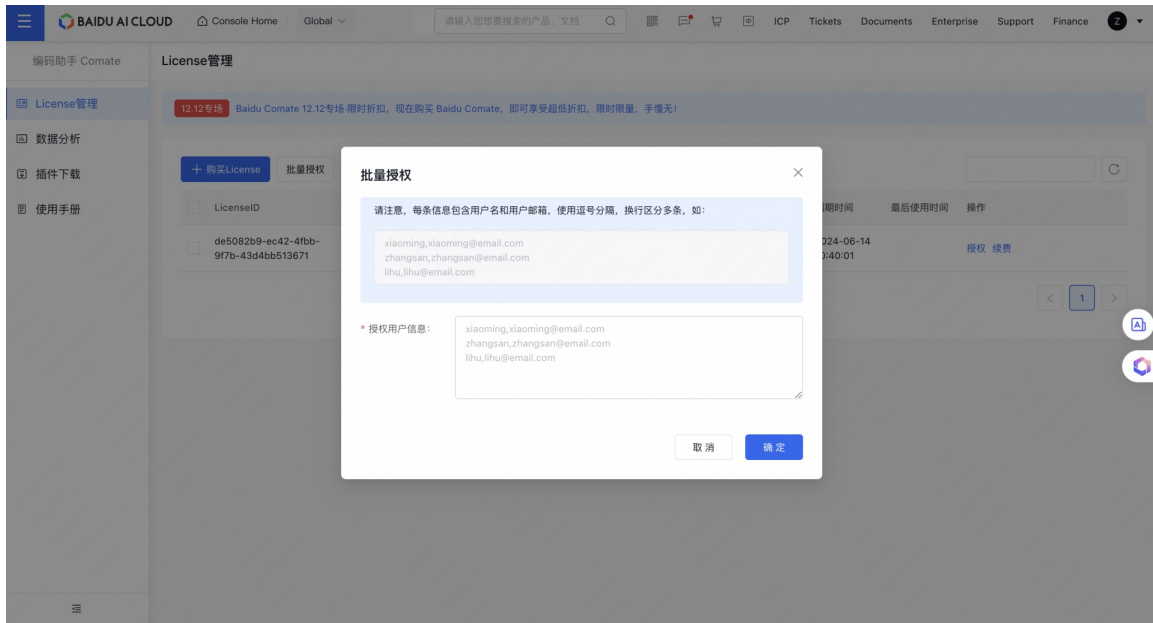 BAIDU AI CLOUD
Console Home
Global
请输入您想要搜索的产品、文档
ICP
Tickets
Documents
Enterprise
Support
Finance
Z
编码助手 Comate
License管理
License管理
数据分析
插件下载
使用手册
12.12专场
Baidu Comate 12.12专场-限时折扣，现在购买 Baidu Comate，即可享受超低折扣，限时限量，手慢无！
购买License
批量授权
LicenseID
期时间
最后使用时间
操作
de5082b9-ec42-4fbb-
9f7b-43d4bb513671
024-06-14
:40:01
授权 续费
1
批量授权
请注意，每条信息包含用户名和用户邮箱，使用逗号分隔，换行区分多条，如：
xiaoming,xiaoming@email.com
zhangsan,zhangsan@email.com
lihu,lihu@email.com
* 授权用户信息：
xiaoming,xiaoming@email.com
zhangsan,zhangsan@email.com
lihu,lihu@email.com
取消
确定